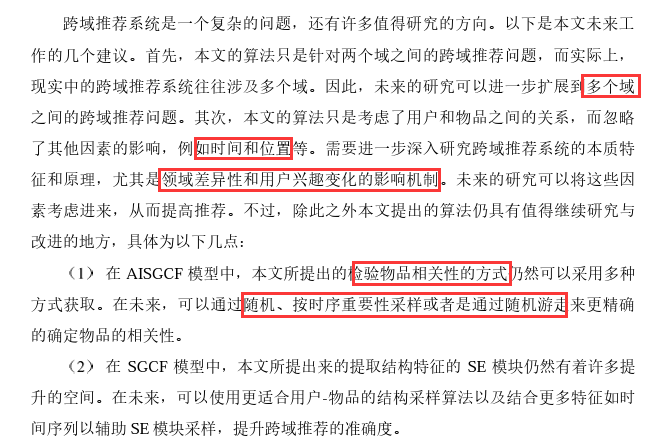 跨域推荐系统是一个复杂的问题，还有许多值得研究的方向。以下是本文未来工
作的几个建议。首先，本文的算法只是针对两个域之间的跨域推荐问题，而实际上，
现实中的跨域推荐系统往往涉及多个域。因此，未来的研究可以进一步扩展到多个域
之间的跨域推荐问题。其次，本文的算法只是考虑了用户和物品之间的关系，而忽略
了其他因素的影响，例如时间和位置等。需要进一步深入研究跨域推荐系统的本质特
征和原理，尤其是领域差异性和用户兴趣变化的影响机制。未来的研究可以将这些因
素考虑进来，从而提高推荐。不过，除此之外本文提出的算法仍具有值得继续研究与
改进的地方，具体为以下几点：
（1）在 AISGCF 模型中，本文所提出的检验物品相关性的方式仍然可以采用多种
方式获取。在未来，可以通过随机、按时序重要性采样或者是通过随机游走来更精确
的确定物品的相关性。
（2）在 SGCF 模型中，本文所提出来的提取结构特征的 SE 模块仍然有着许多提
升的空间。在未来，可以使用更适合用户-物品的结构采样算法以及结合更多特征如时
间序列以辅助 SE 模块采样，提升跨域推荐的准确度。